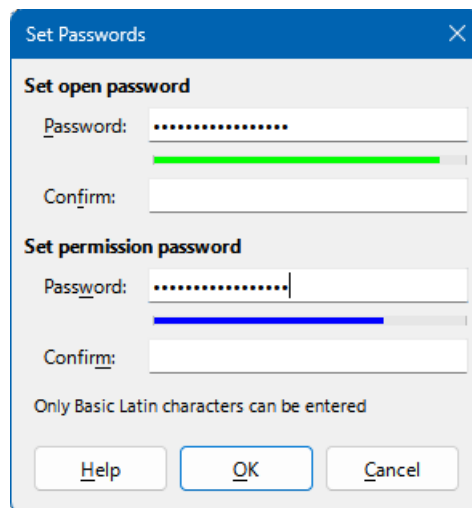 Set Passwords
Set open password
Password: •••••••••••••••••
Confirm:
Set permission password
Password: •••••••••••••••••
Confirm:
Only Basic Latin characters can be entered
Help OK Cancel